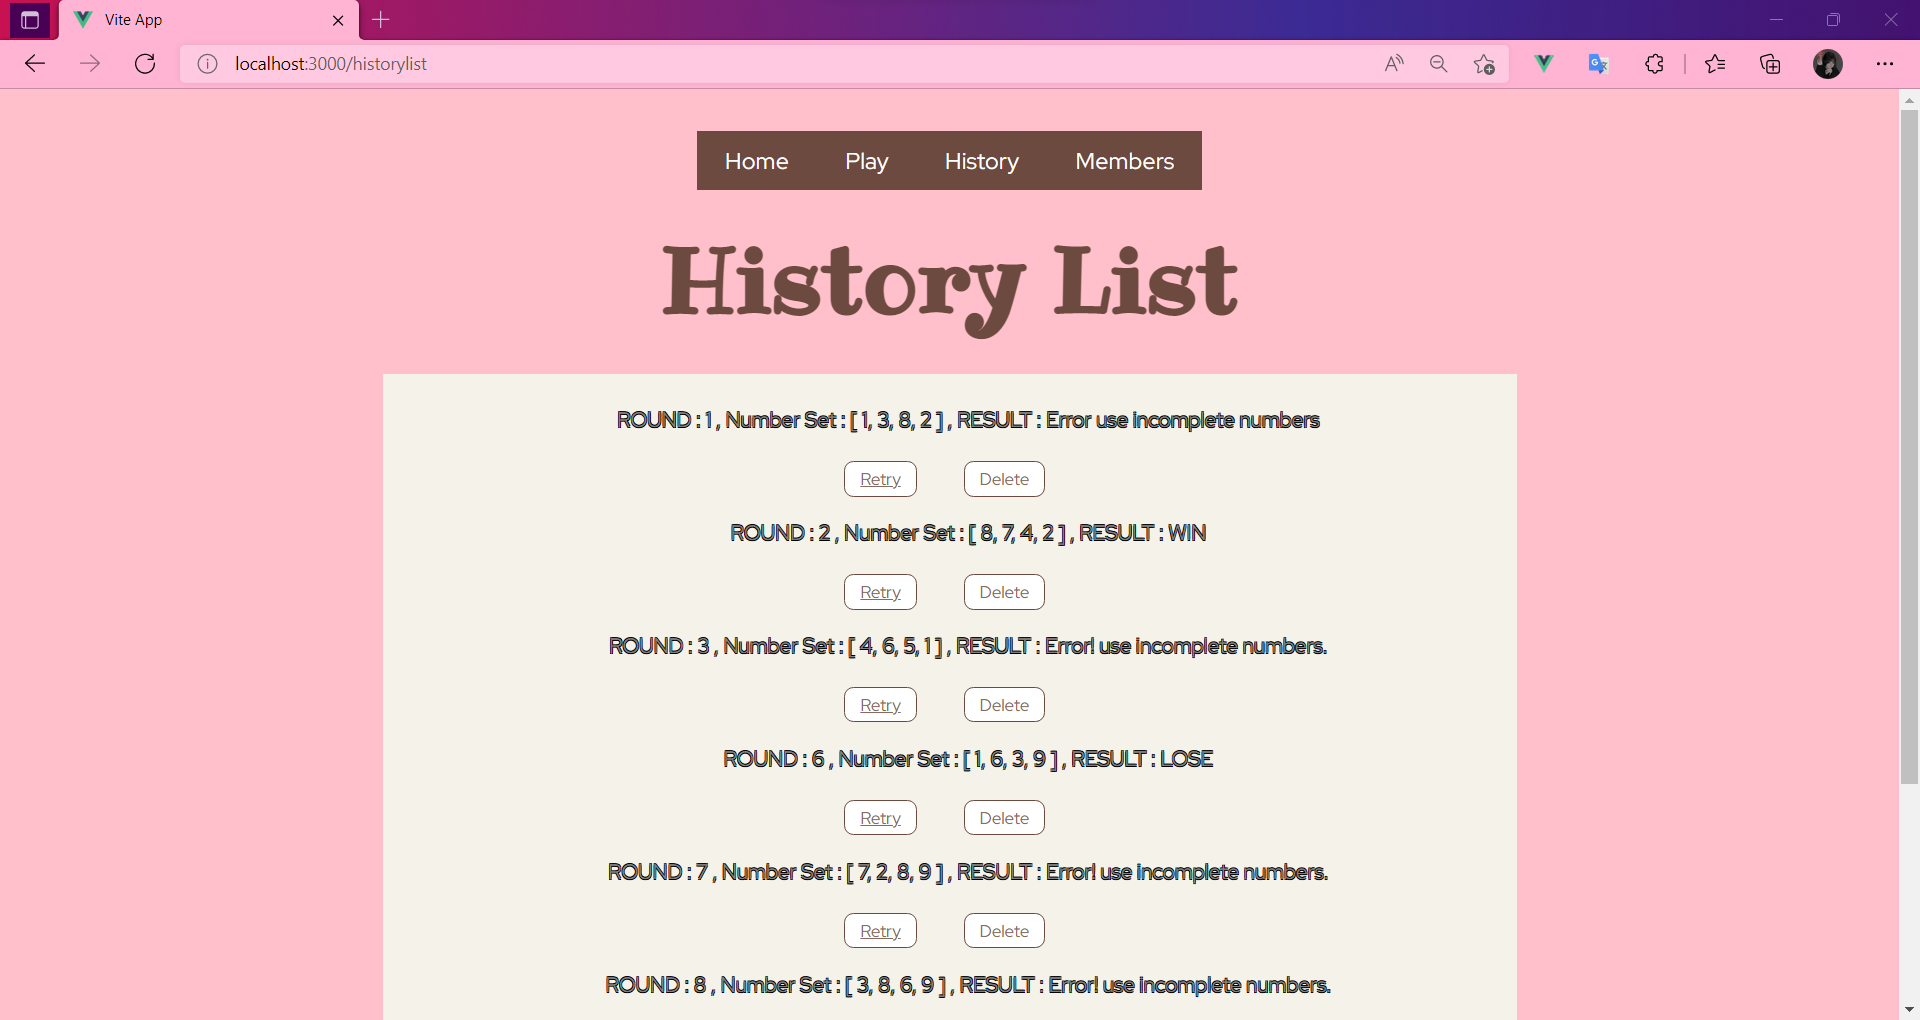 Vite App
localhost:3000/historylist
Home Play History Members
History List
ROUND : 1 , Number Set : [ 1, 3, 8, 2 ] , RESULT : Error use incomplete numbers
Retry Delete
ROUND : 2 , Number Set : [ 8, 7, 4, 2 ] , RESULT : WIN
Retry Delete
ROUND : 3 , Number Set : [ 4, 6, 5, 1 ] , RESULT : Error! use incomplete numbers.
Retry Delete
ROUND : 6 , Number Set : [ 1, 6, 3, 9 ] , RESULT : LOSE
Retry Delete
ROUND : 7 , Number Set : [ 7, 2, 8, 9 ] , RESULT : Error! use incomplete numbers.
Retry Delete
ROUND : 8 , Number Set : [ 3, 8, 6, 9 ] , RESULT : Error! use incomplete numbers.